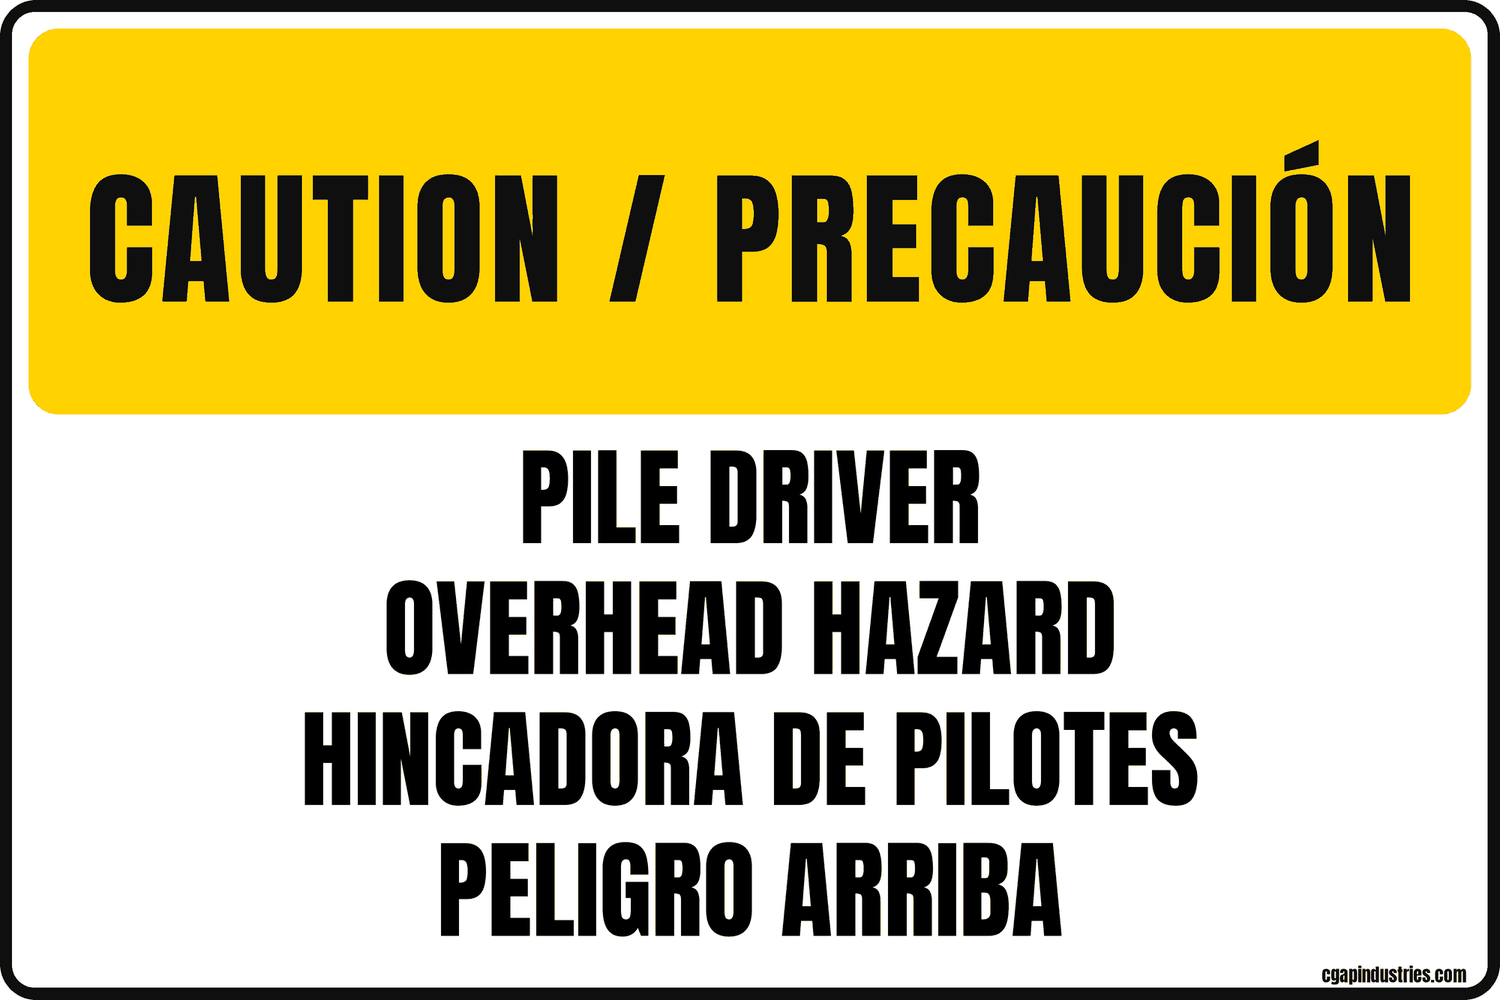 CAUTION / PRECAUCIÓN
PILE DRIVER
OVERHEAD HAZARD
HINCADORA DE PILOTES
PELIGRO ARRIBA
cgapindustries.com